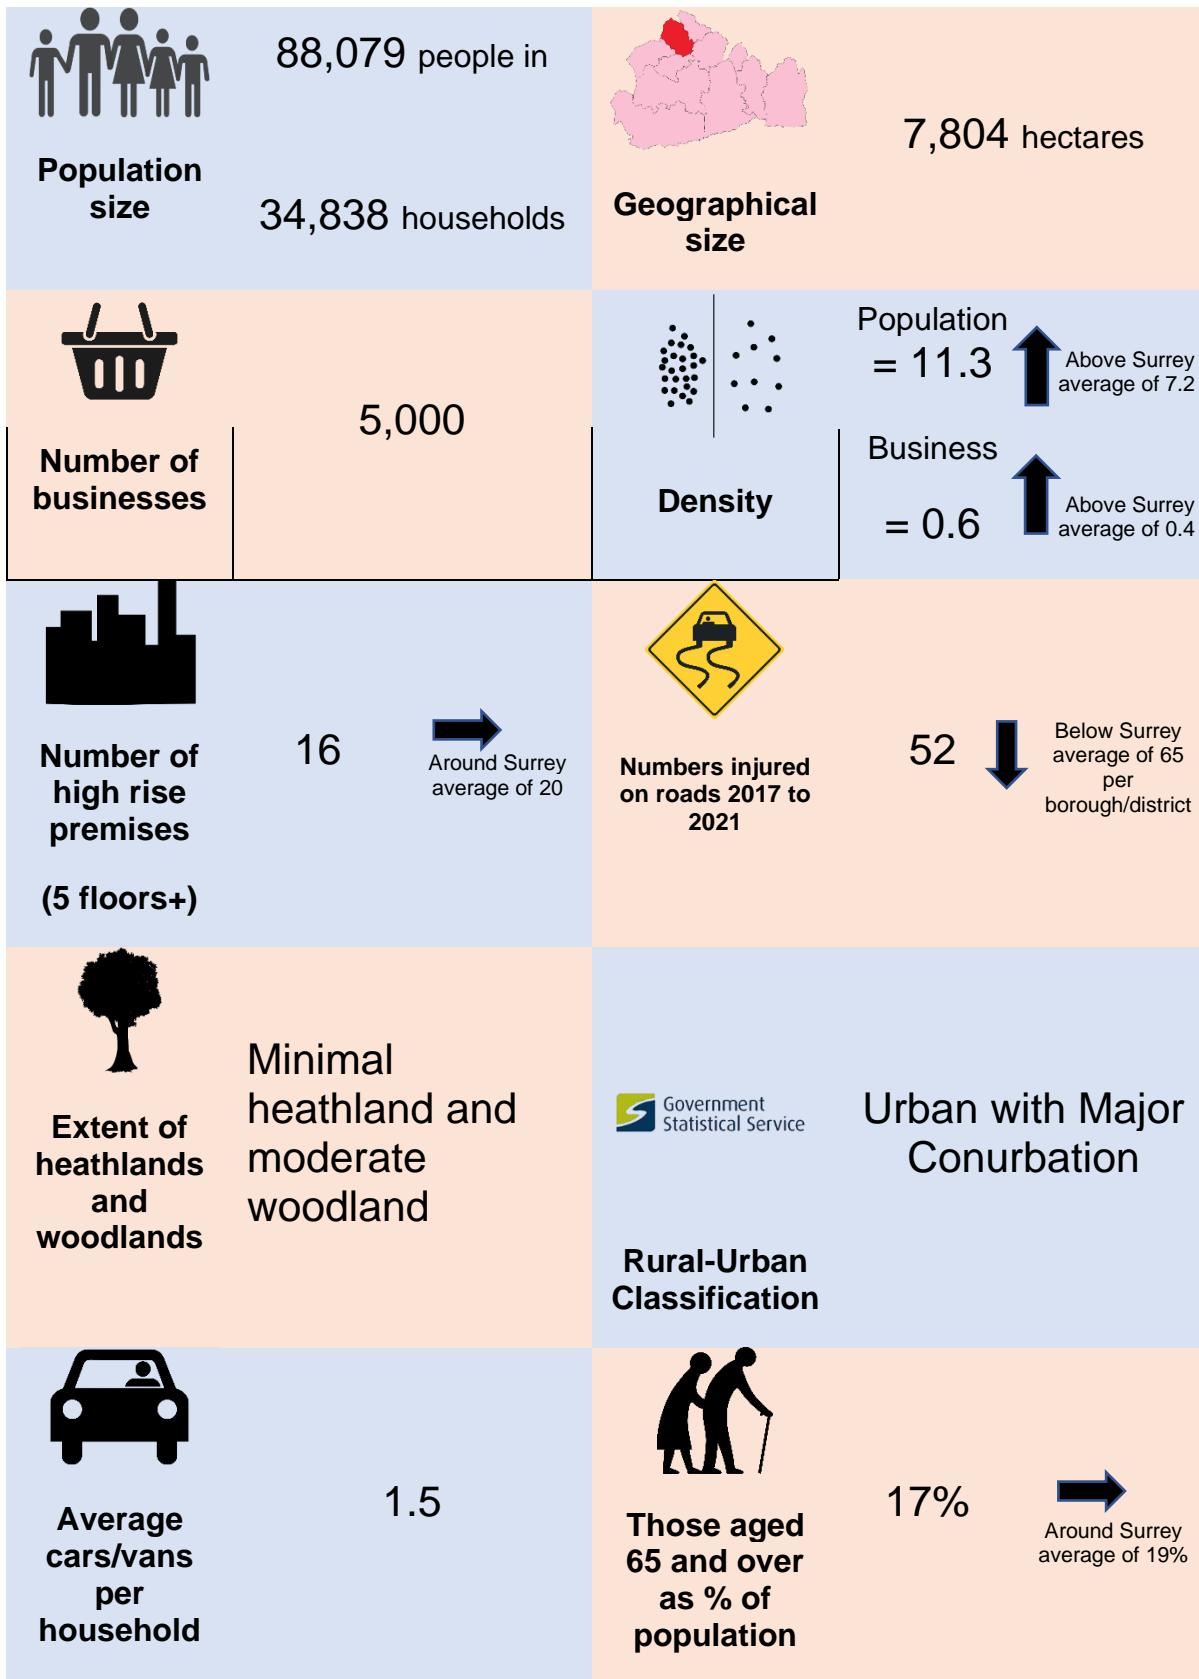 88,079 people in
Population
size
34,838 households
7,804 hectares
Geographical
size
Number of
businesses
5,000
Density
Population
= 11.3
Above Surrey
average of 7.2
Business
= 0.6
Above Surrey
average of 0.4
Number of
high rise
premises
(5 floors+)
16
Around Surrey
average of 20
Numbers injured
on roads 2017 to
2021
52
Below Surrey
average of 65
per
borough/district
Extent of
heathlands
and
woodlands
Minimal
heathland and
moderate
woodland
Government
Statistical Service
Rural-Urban
Classification
Urban with Major
Conurbation
Average
cars/vans
per
household
1.5
Those aged
65 and over
as % of
population
17%
Around Surrey
average of 19%